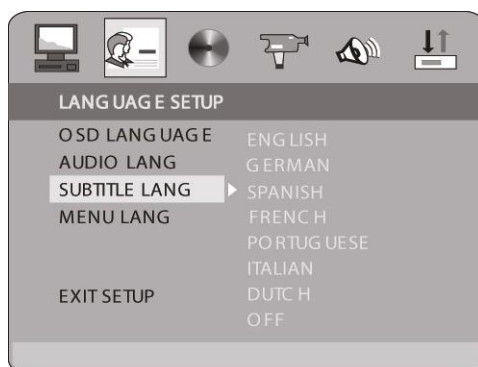 LANGUAGE SETUP
OSD LANGUAGE ENGLISH
AUDIO LANG GERMAN
SUBTITLE LANG SPANISH
MENU LANG FRENCH
PORTUGUESE
ITALIAN
EXIT SETUP DUTCH
OFF